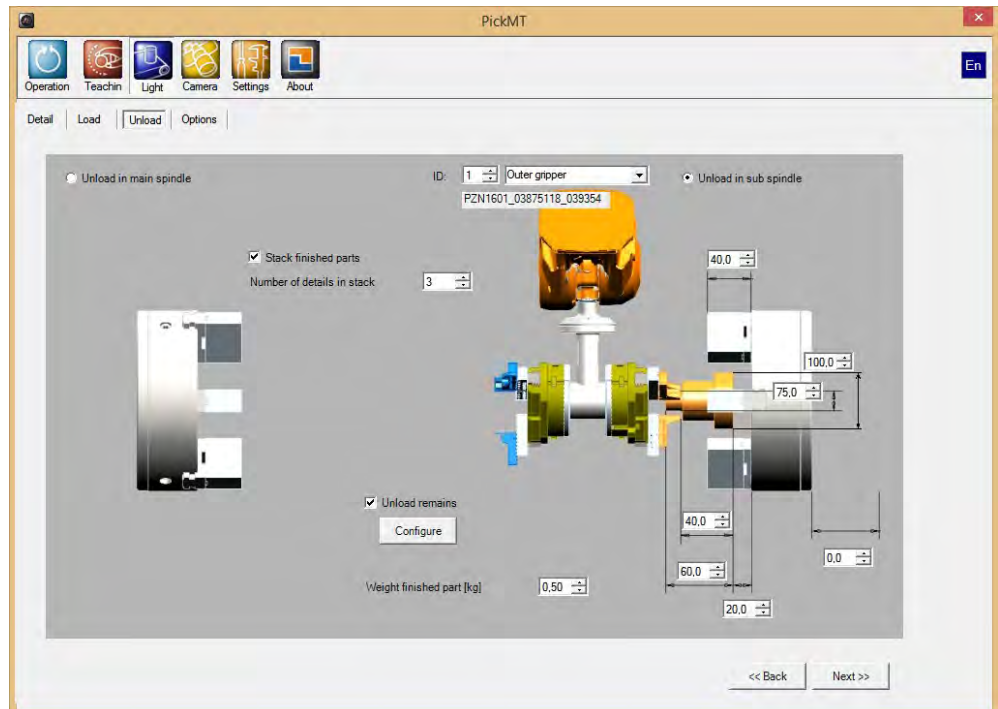 PickMT
Operation Teachin Light Camera Settings About
En
Detail Load Unload Options
Unload in main spindle
ID: 1 Outer gripper
Unload in sub spindle
PZN1601_03875118_039354
Stack finished parts
40,0
Number of details in stack 3
100,0
75,0
Unload remains
Configure
40,0
0,0
60,0
Weight finished part [kg] 0,50
20,0
<< Back Next >>